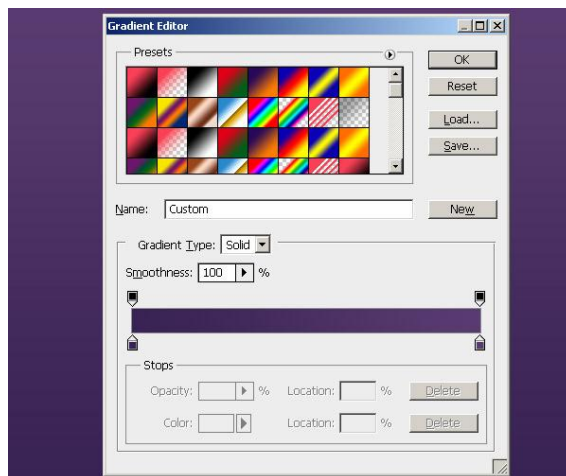 Gradient Editor
Presets
OK
Reset
Load...
Save...
Name: Custom
New
Gradient Type: Solid
Smoothness: 100 %
Stops
Opacity: % Location: % Delete
Color: Location: % Delete